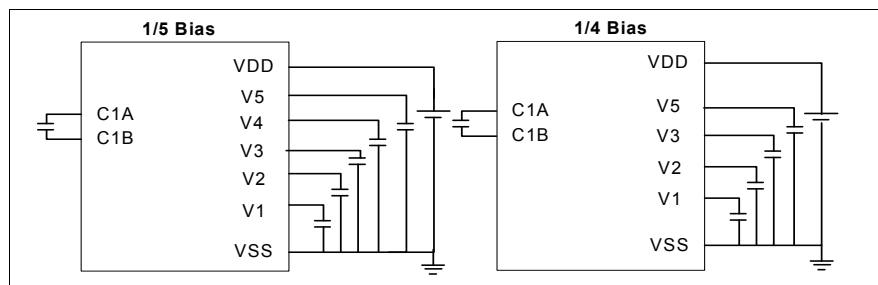 1/5 Bias
VDD
V5
C1A
V4
C1B
V3
V2
V1
VSS
1/4 Bias
VDD
V5
C1A
V3
C1B
V2
V1
VSS